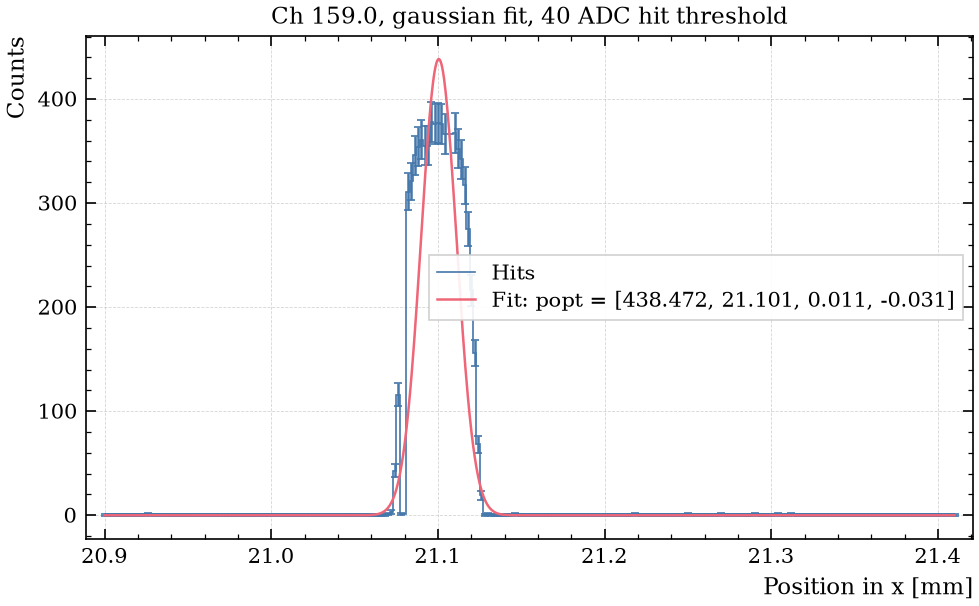 Ch 159.0, gaussian fit, 40 ADC hit threshold
Counts
400
300
200
100
0
Hits
Fit: popt = [438.472, 21.101, 0.011, -0.031]
20.9 21.0 21.1 21.2 21.3 21.4
Position in x [mm]